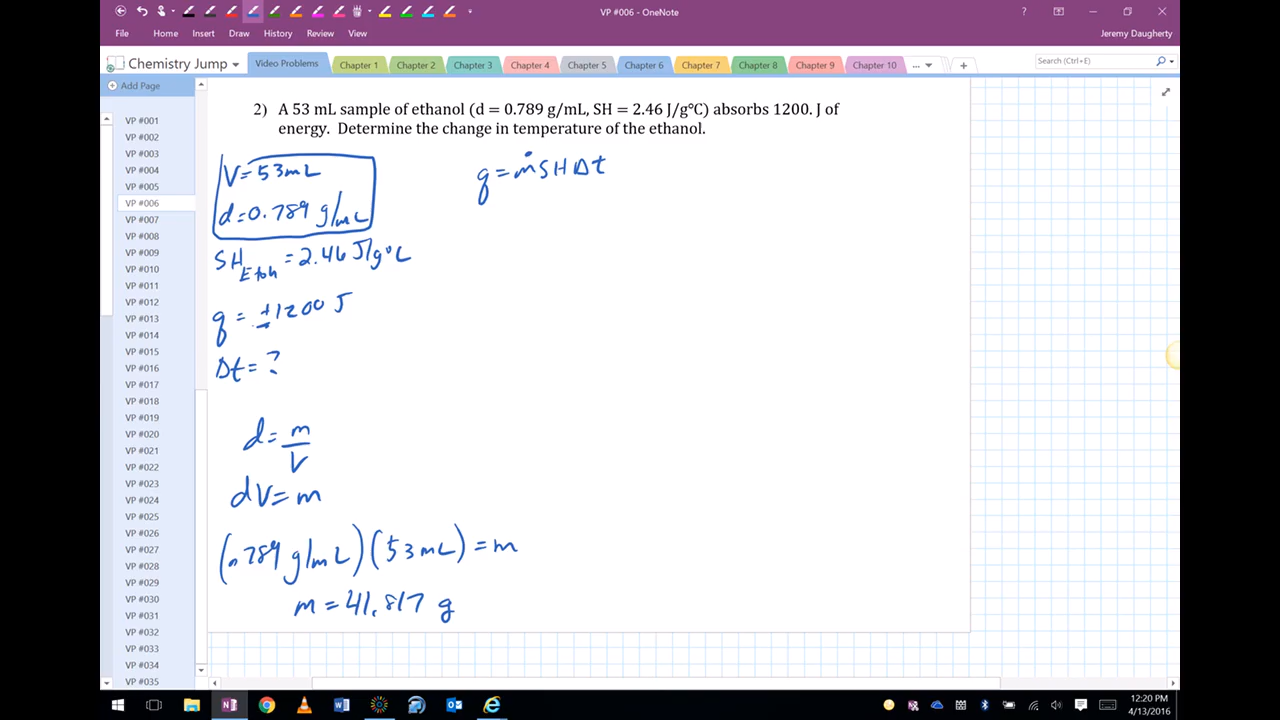 VP #006 - OneNote
?
File Home Insert Draw History Review View
Jeremy Daugherty
Chemistry Jump
Video Problems Chapter 1 Chapter 2 Chapter 3 Chapter 4 Chapter 5 Chapter 6 Chapter 7 Chapter 8 Chapter 9 Chapter 10 ...
Search (Ctrl+E)
Add Page
VP #001
VP #002
VP #003
VP #004
VP #005
VP #006
VP #007
VP #008
VP #009
VP #010
VP #011
VP #012
VP #013
VP #014
VP #015
VP #016
VP #017
VP #018
VP #019
VP #020
VP #021
VP #022
VP #023
VP #024
VP #025
VP #026
VP #027
VP #028
VP #029
VP #030
VP #031
VP #032
VP #033
VP #034
VP #035
2) A 53 mL sample of ethanol (d = 0.789 g/mL, SH = 2.46 J/g°C) absorbs 1200. J of
energy. Determine the change in temperature of the ethanol.
V = 53 mL
d = 0.789 g/mL
SH Etoh = 2.46 J/g°C
q = +1200 J
Δt = ?
q = m SH Δt
d = m/V
dV = m
(.789 g/mL)(53 mL) = m
m = 41.817 g
12:20 PM
4/13/2016